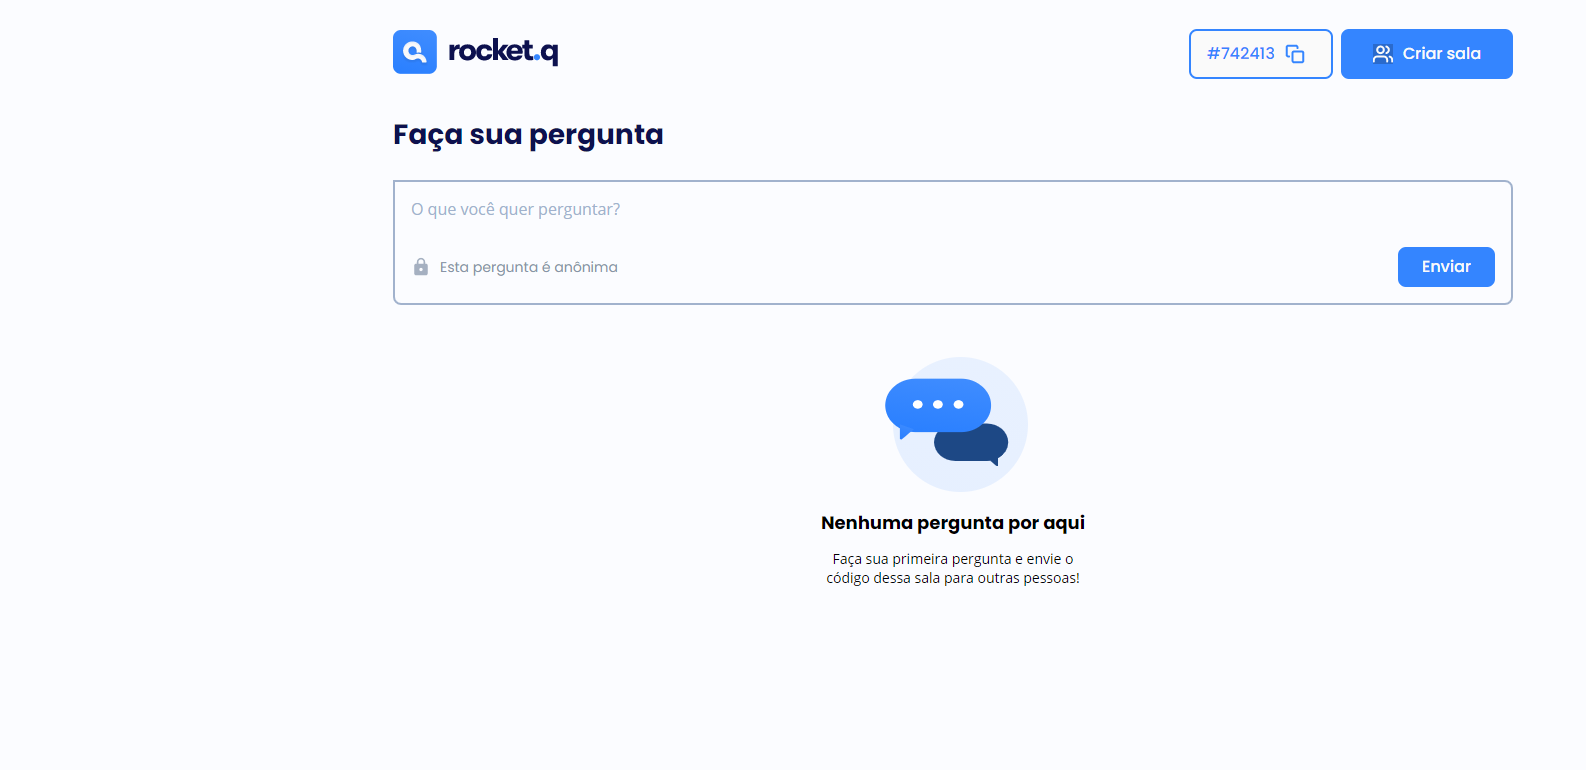 rocket.q
#742413
Criar sala
Faça sua pergunta
O que você quer perguntar?
Esta pergunta é anônima
Enviar
Nenhuma pergunta por aqui
Faça sua primeira pergunta e envie o
código dessa sala para outras pessoas!